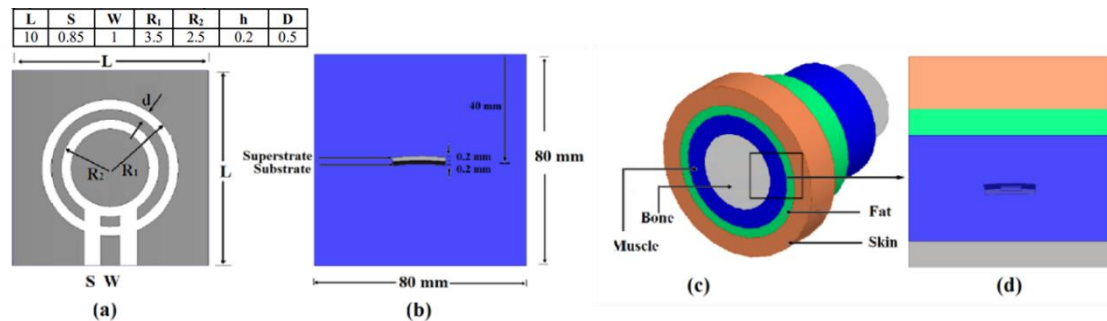 L S W R₁ R₂ h D
10 0.85 1 3.5 2.5 0.2 0.5
L
d
R₂ R₁
L
S W
(a)
40 mm
Superstrate
Substrate
0.2 mm
0.2 mm
80 mm
80 mm
(b)
Bone
Muscle
Fat
Skin
(c)
(d)